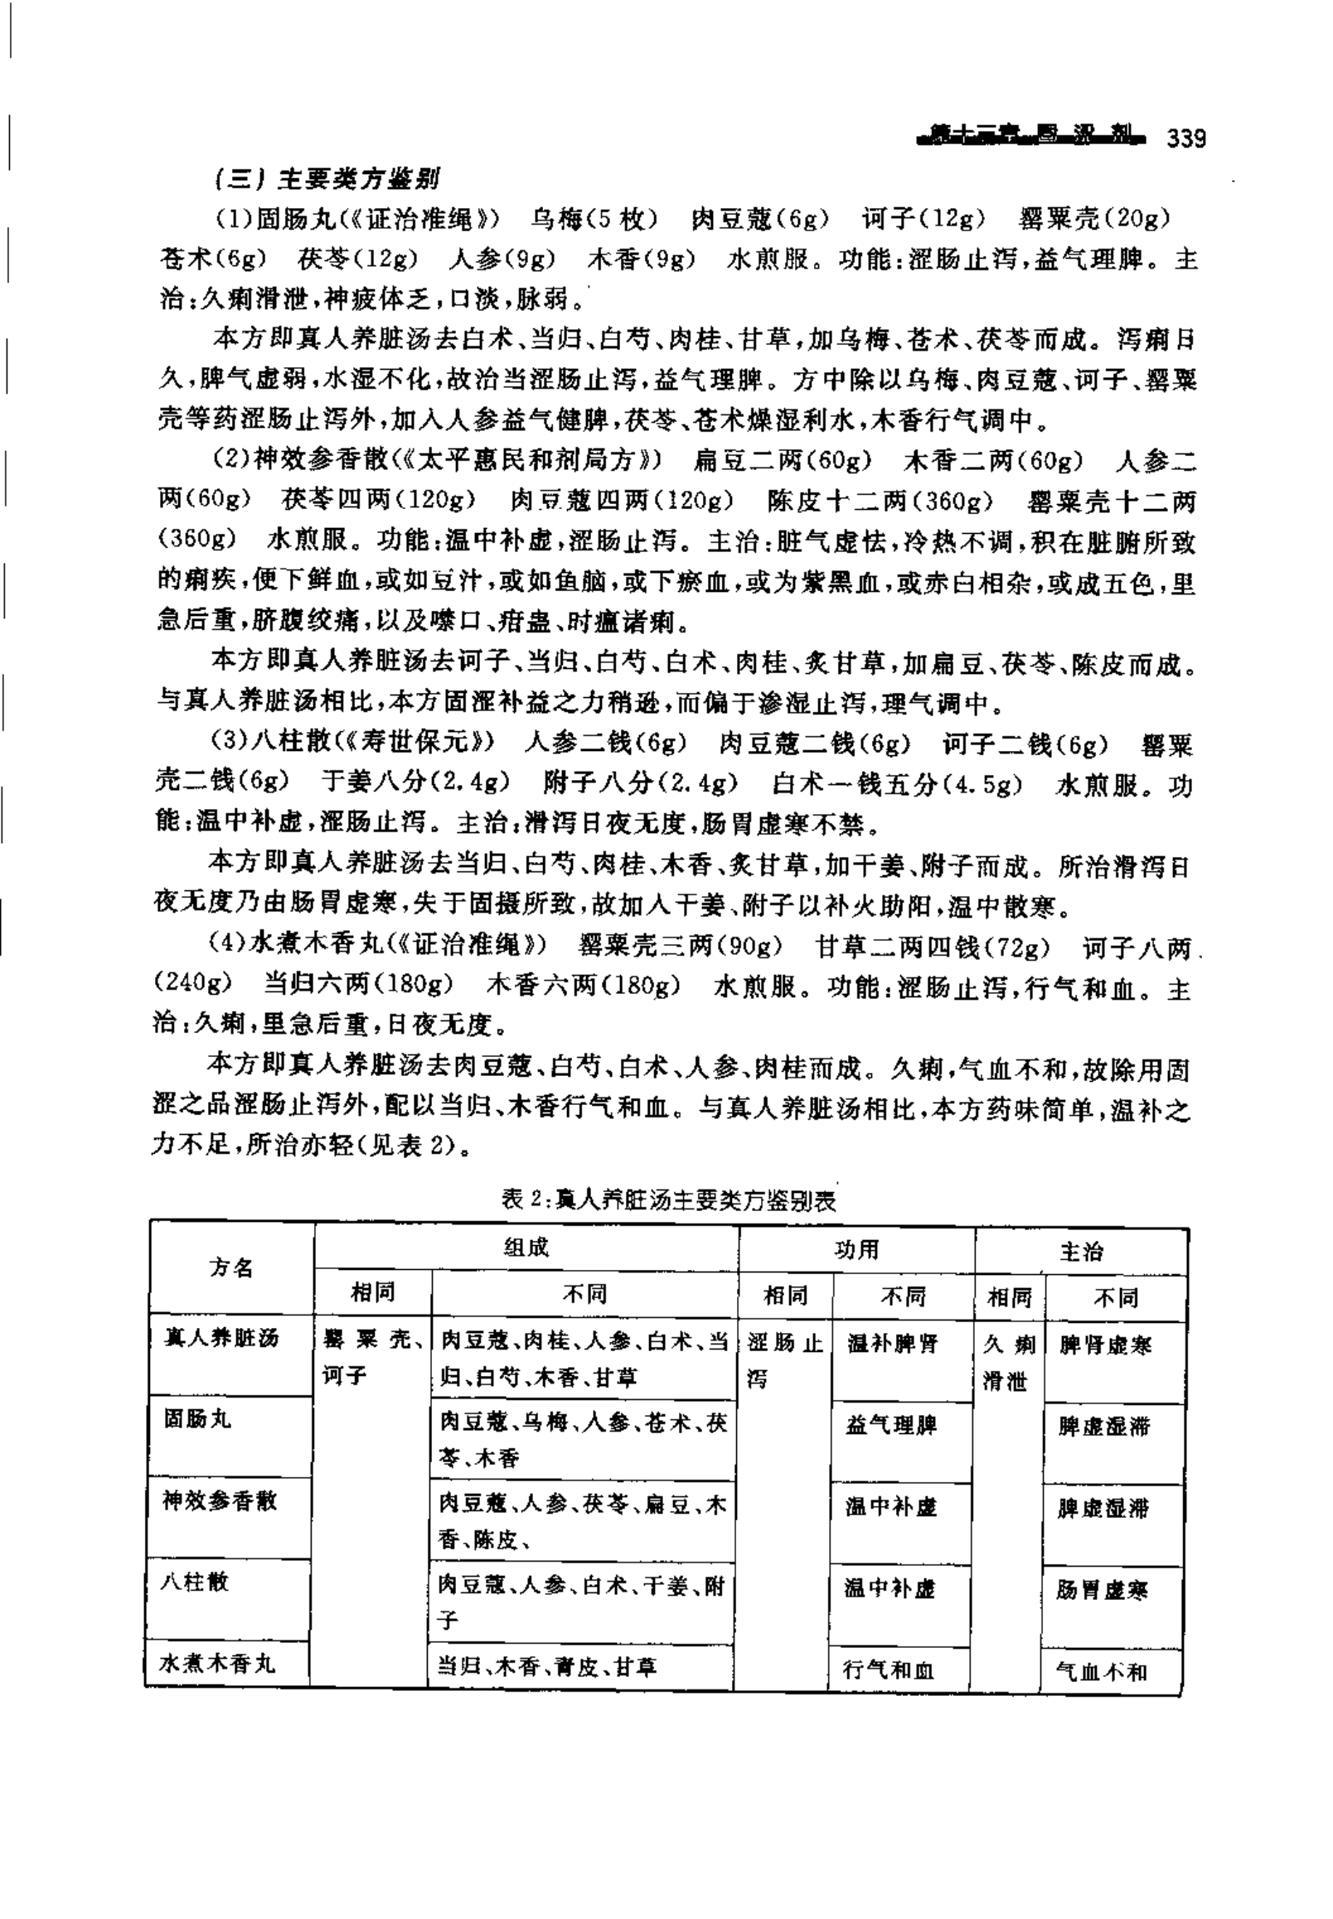 第十三章 固涩剂 339
(三) 主要类方鉴别
(1)固肠丸(《证治准绳》) 乌梅(5枚) 肉豆蔻(6g) 诃子(12g) 罂粟壳(20g)
苍术(6g) 茯苓(12g) 人参(9g) 木香(9g) 水煎服。功能:涩肠止泻,益气理脾。主
治:久痢滑泄,神疲体乏,口淡,脉弱。
本方即真人养脏汤去白术、当归、白芍、肉桂、甘草,加乌梅、苍术、茯苓而成。泻痢日
久,脾气虚弱,水湿不化,故治当涩肠止泻,益气理脾。方中除以乌梅、肉豆蔻、诃子、罂粟
壳等药涩肠止泻外,加入人参益气健脾,茯苓、苍术燥湿利水,木香行气调中。
(2)神效参香散(《太平惠民和剂局方》) 扁豆二两(60g) 木香二两(60g) 人参二
两(60g) 茯苓四两(120g) 肉豆蔻四两(120g) 陈皮十二两(360g) 罂粟壳十二两
(360g) 水煎服。功能:温中补虚,涩肠止泻。主治:脏气虚怯,冷热不调,积在脏腑所致
的痢疾,便下鲜血,或如豆汁,或如鱼脑,或下瘀血,或为紫黑血,或赤白相杂,或成五色,里
急后重,脐腹绞痛,以及噤口、疳蛊、时瘟诸痢。
本方即真人养脏汤去诃子、当归、白芍、白术、肉桂、炙甘草,加扁豆、茯苓、陈皮而成。
与真人养脏汤相比,本方固涩补益之力稍逊,而偏于渗湿止泻,理气调中。
(3)八柱散(《寿世保元》) 人参二钱(6g) 肉豆蔻二钱(6g) 诃子二钱(6g) 罂粟
壳二钱(6g) 干姜八分(2.4g) 附子八分(2.4g) 白术一钱五分(4.5g) 水煎服。功
能:温中补虚,涩肠止泻。主治:滑泻日夜无度,肠胃虚寒不禁。
本方即真人养脏汤去当归、白芍、肉桂、木香、炙甘草,加干姜、附子而成。所治滑泻日
夜无度乃由肠胃虚寒,失于固摄所致,故加入干姜、附子以补火助阳,温中散寒。
(4)水煮木香丸(《证治准绳》) 罂粟壳三两(90g) 甘草二两四钱(72g) 诃子八两
(240g) 当归六两(180g) 木香六两(180g) 水煎服。功能:涩肠止泻,行气和血。主
治:久痢,里急后重,日夜无度。
本方即真人养脏汤去肉豆蔻、白芍、白术、人参、肉桂而成。久痢,气血不和,故除用固
涩之品涩肠止泻外,配以当归、木香行气和血。与真人养脏汤相比,本方药味简单,温补之
力不足,所治亦轻(见表2)。
表2:真人养脏汤主要类方鉴别表
方名 组成 功用 主治
相同 不同 相同 不同 相同 不同
真人养脏汤 罂粟壳、 肉豆蔻、肉桂、人参、白术、当 涩肠止 温补脾肾 久痢 脾肾虚寒
诃子 归、白芍、木香、甘草 泻 滑泄
固肠丸 肉豆蔻、乌梅、人参、苍术、茯 益气理脾 脾虚湿滞
苓、木香
神效参香散 肉豆蔻、人参、茯苓、扁豆、木 温中补虚 脾虚湿滞
香、陈皮、
八柱散 肉豆蔻、人参、白术、干姜、附 温中补虚 肠胃虚寒
子
水煮木香丸 当归、木香、青皮、甘草 行气和血 气血不和